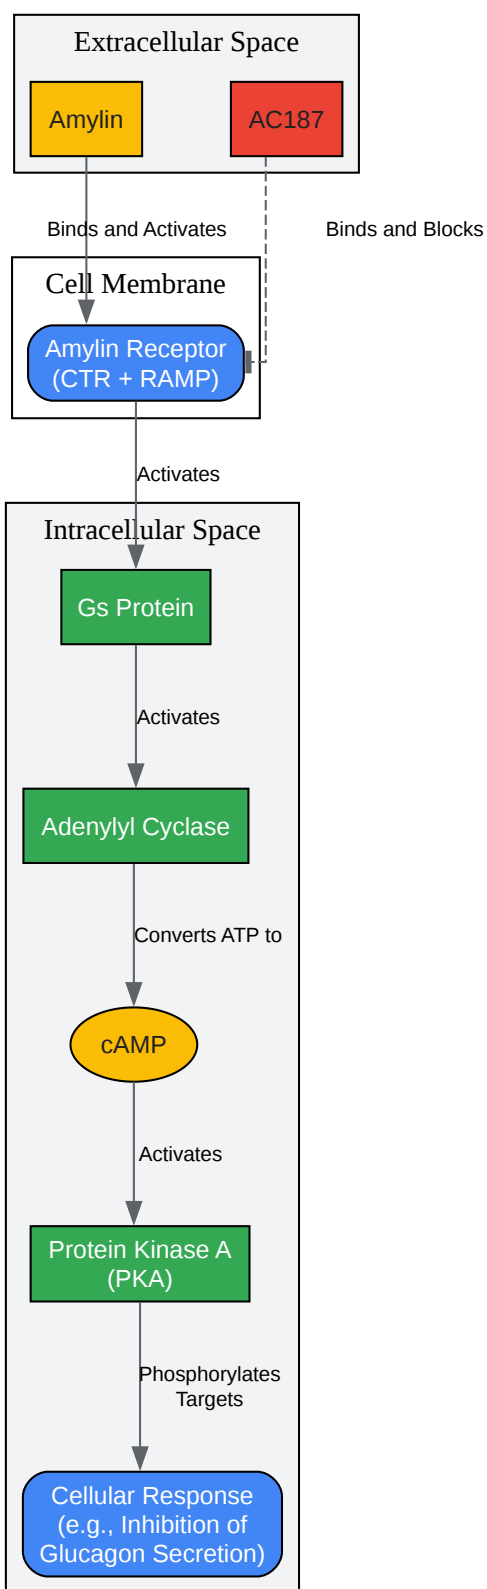 Extracellular Space
Amylin
AC187
Binds and Activates
Binds and Blocks
Cell Membrane
Amylin Receptor
(CTR + RAMP)
Activates
Intracellular Space
Gs Protein
Activates
Adenylyl Cyclase
Converts ATP to
cAMP
Activates
Protein Kinase A
(PKA)
Phosphorylates
Targets
Cellular Response
(e.g., Inhibition of
Glucagon Secretion)